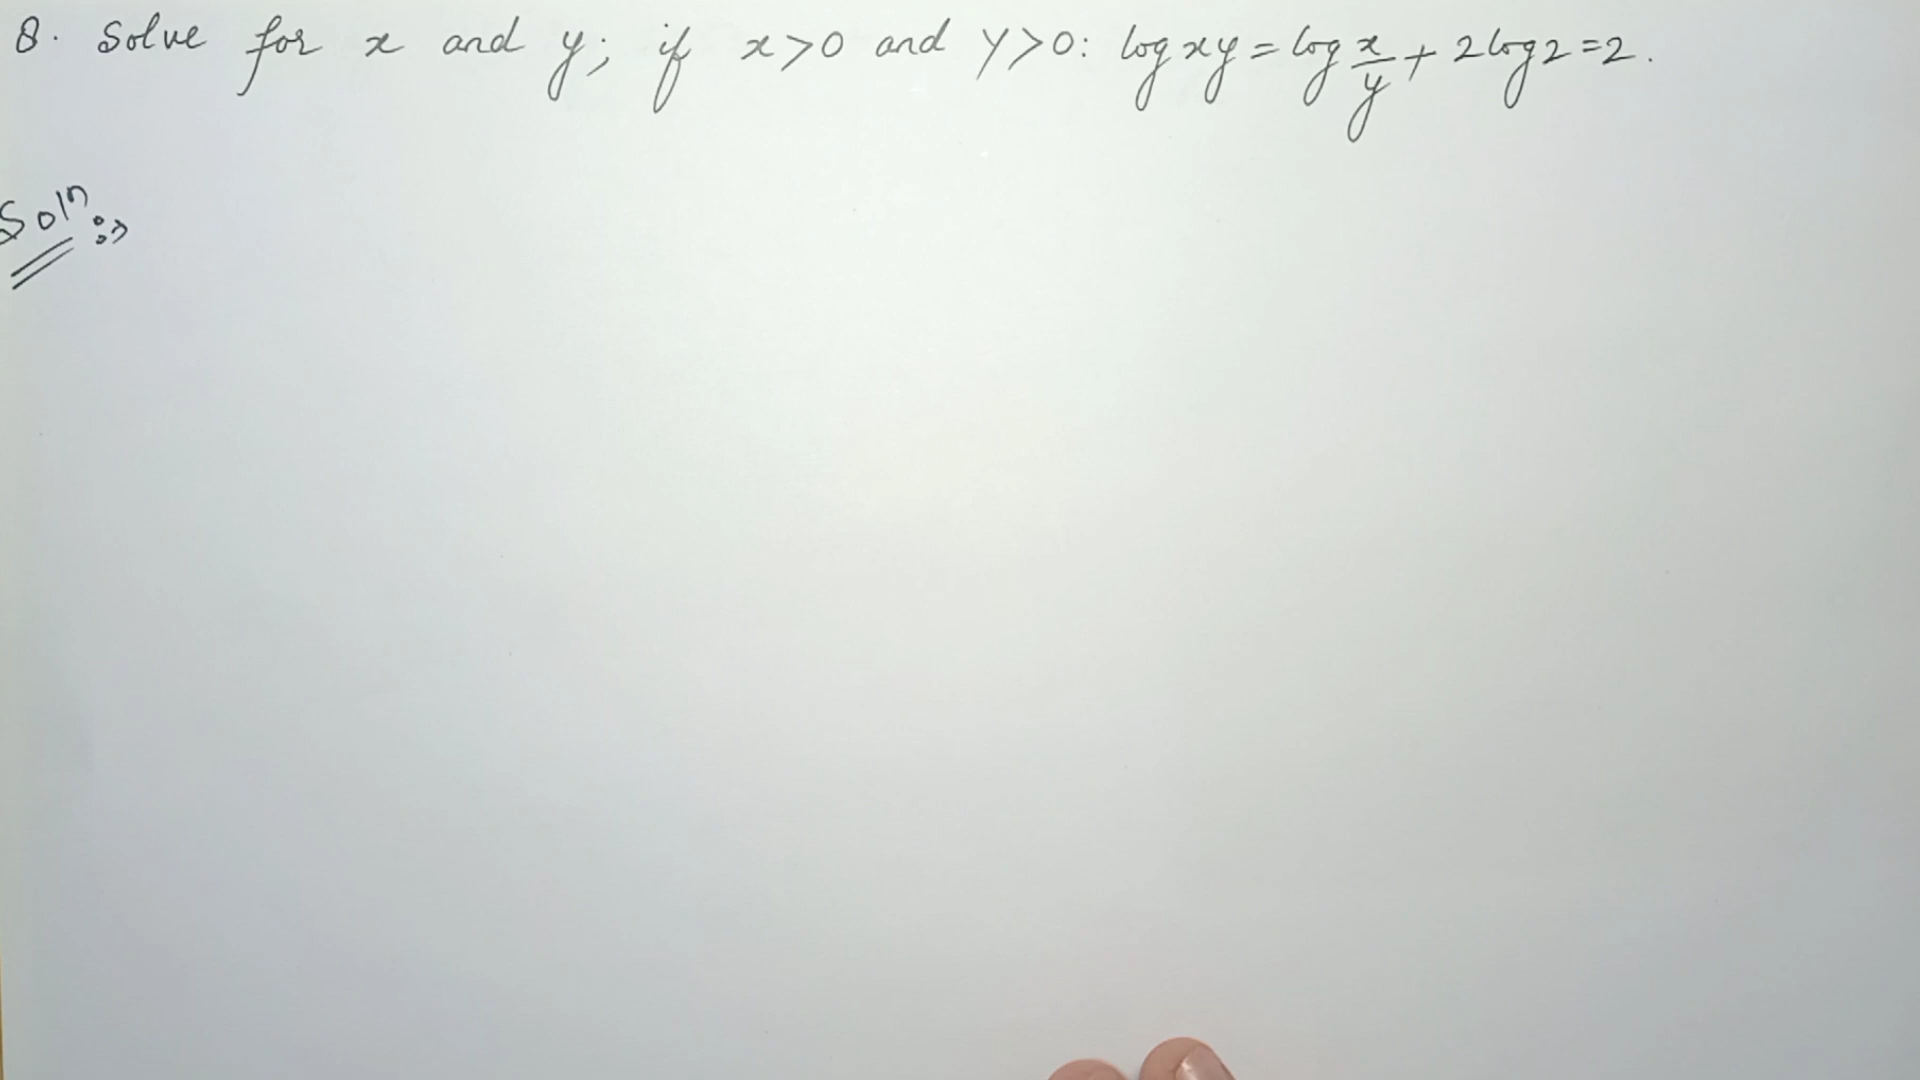 8. Solve for x and y; if x>0 and y>0: log xy = log x/y + 2log2=2.
Soln:>